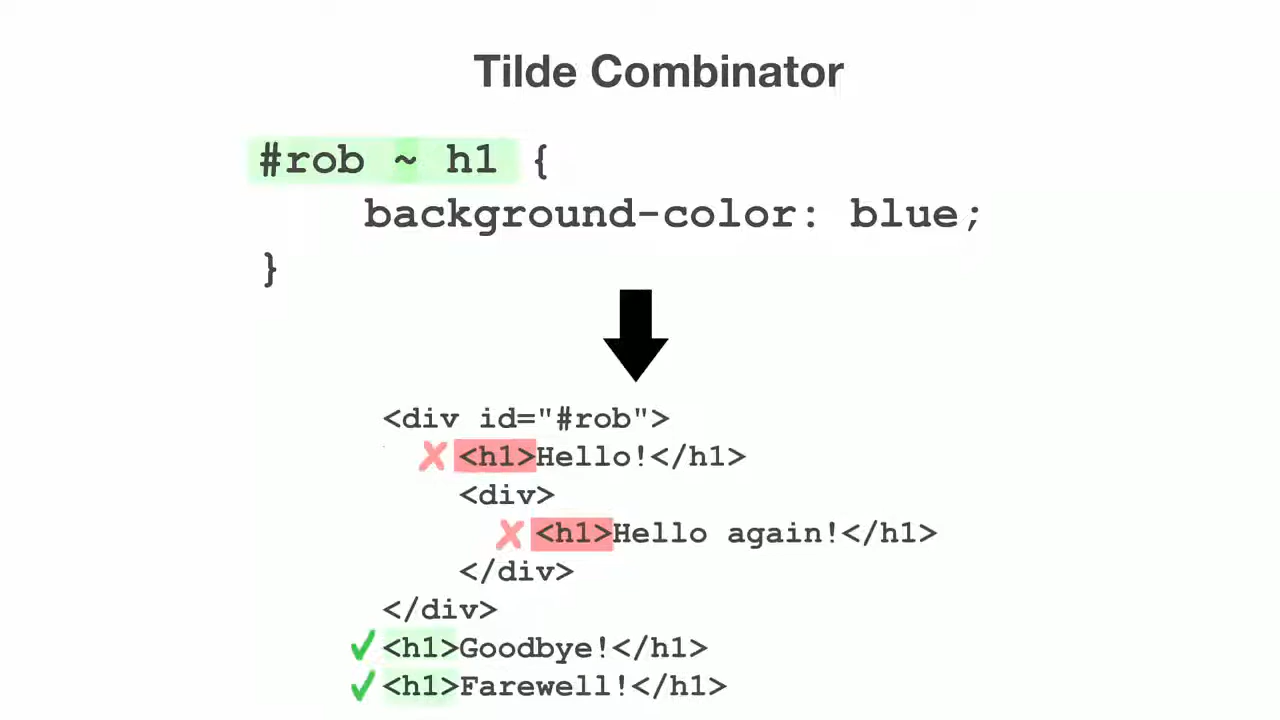 Tilde Combinator
#rob ~ h1 {
background-color: blue;
}
<div id="#rob">
<h1>Hello!</h1>
<div>
<h1>Hello again!</h1>
</div>
</div>
<h1>Goodbye!</h1>
<h1>Farewell!</h1>